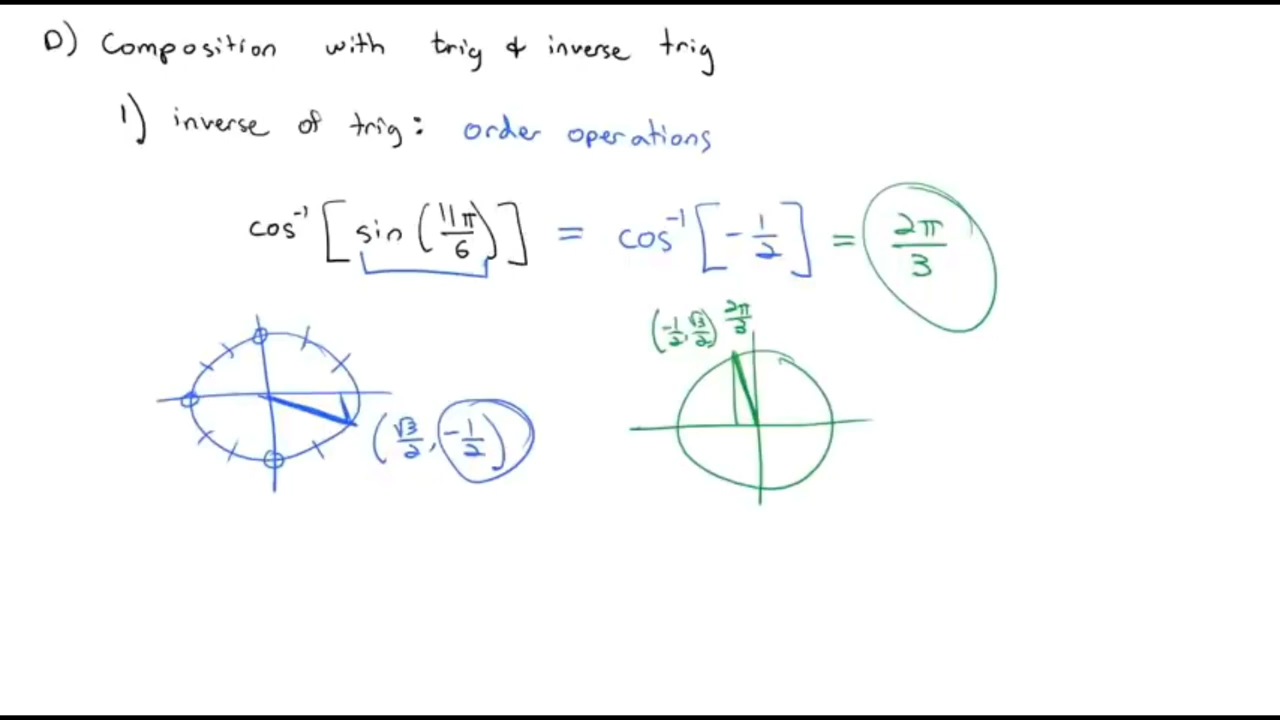 D) Composition with trig & inverse trig
1) inverse of trig: order operations
cos⁻¹[sin(11π/6)] = cos⁻¹[-1/2] = 2π/3
(-1/2, √3/2) 2π/3
(√3/2, -1/2)